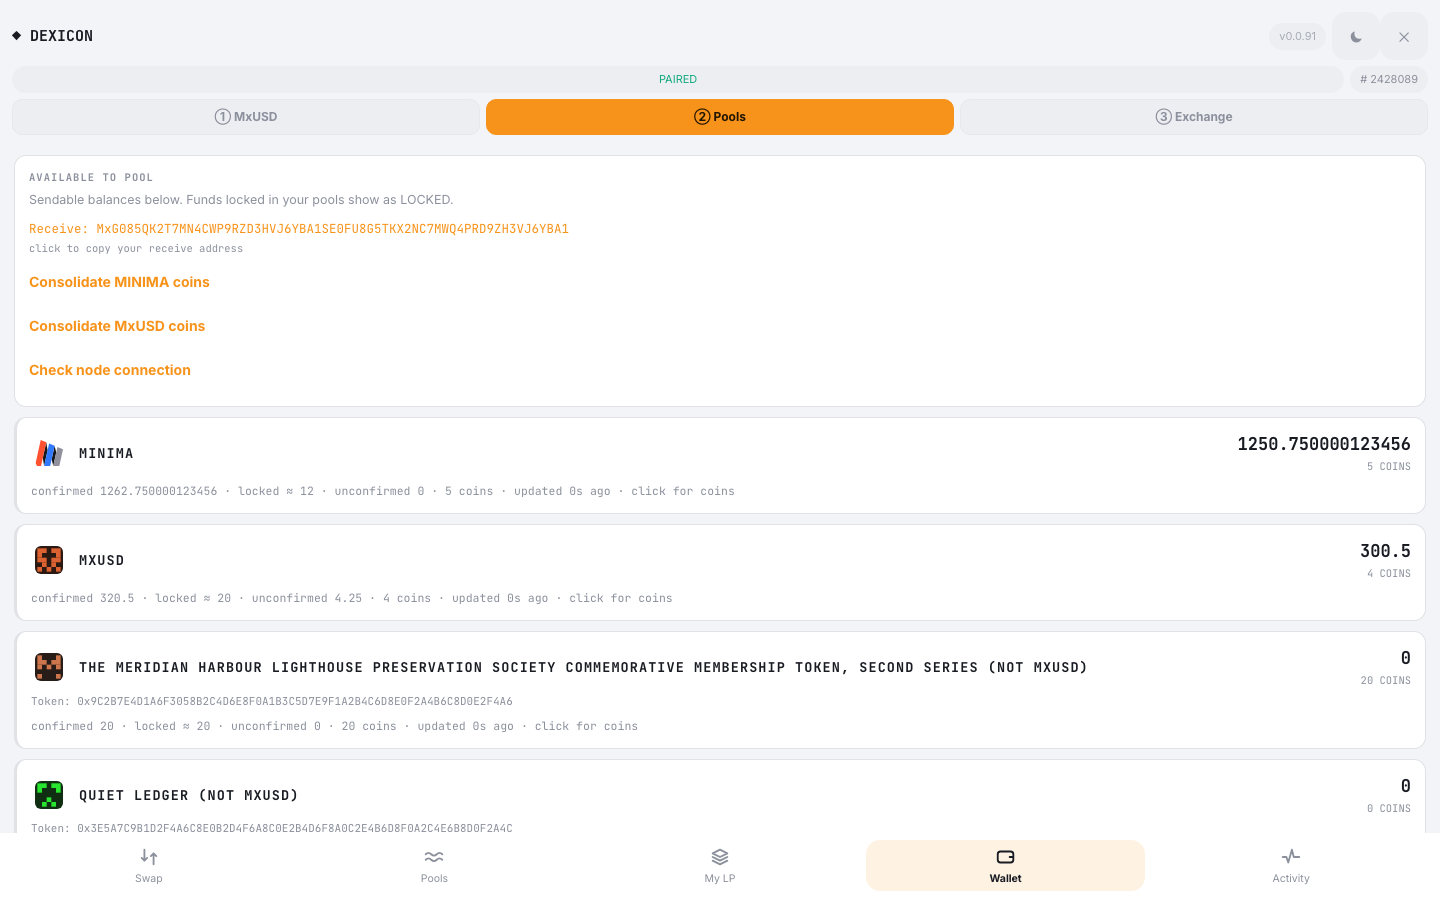 DEXICON
v0.0.91
PAIRED
# 2428089
① MxUSD
② Pools
③ Exchange
AVAILABLE TO POOL
Sendable balances below. Funds locked in your pools show as LOCKED.
Receive: MxG085QK2T7MN4CWP9RZD3HVJ6YBA1SE0FU8G5TKX2NC7MWQ4PRD9ZH3VJ6YBA1
click to copy your receive address
Consolidate MINIMA coins
Consolidate MxUSD coins
Check node connection
MINIMA
1250.750000123456
5 COINS
confirmed 1262.750000123456 · locked ≈ 12 · unconfirmed 0 · 5 coins · updated 0s ago · click for coins
MXUSD
300.5
4 COINS
confirmed 320.5 · locked ≈ 20 · unconfirmed 4.25 · 4 coins · updated 0s ago · click for coins
THE MERIDIAN HARBOUR LIGHTHOUSE PRESERVATION SOCIETY COMMEMORATIVE MEMBERSHIP TOKEN, SECOND SERIES (NOT MXUSD)
0
20 COINS
Token: 0x9C2B7E4D1A6F3058B2C4D6E8F0A1B3C5D7E9F1A2B4C6D8E0F2A4B6C8D0E2F4A6
confirmed 20 · locked ≈ 20 · unconfirmed 0 · 20 coins · updated 0s ago · click for coins
QUIET LEDGER (NOT MXUSD)
0
0 COINS
Token: 0x3E5A7C9B1D2F4A6C8E0B2D4F6A8C0E2B4D6F8A0C2E4B6D8F0A2C4E6B8D0F2A4C
Swap
Pools
My LP
Wallet
Activity